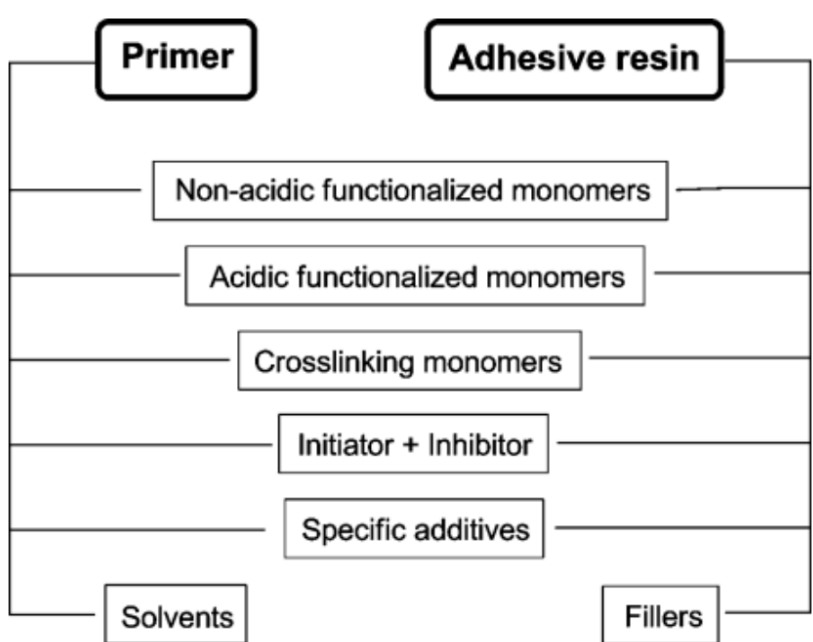 Primer
Adhesive resin
Non-acidic functionalized monomers
Acidic functionalized monomers
Crosslinking monomers
Initiator + Inhibitor
Specific additives
Solvents
Fillers